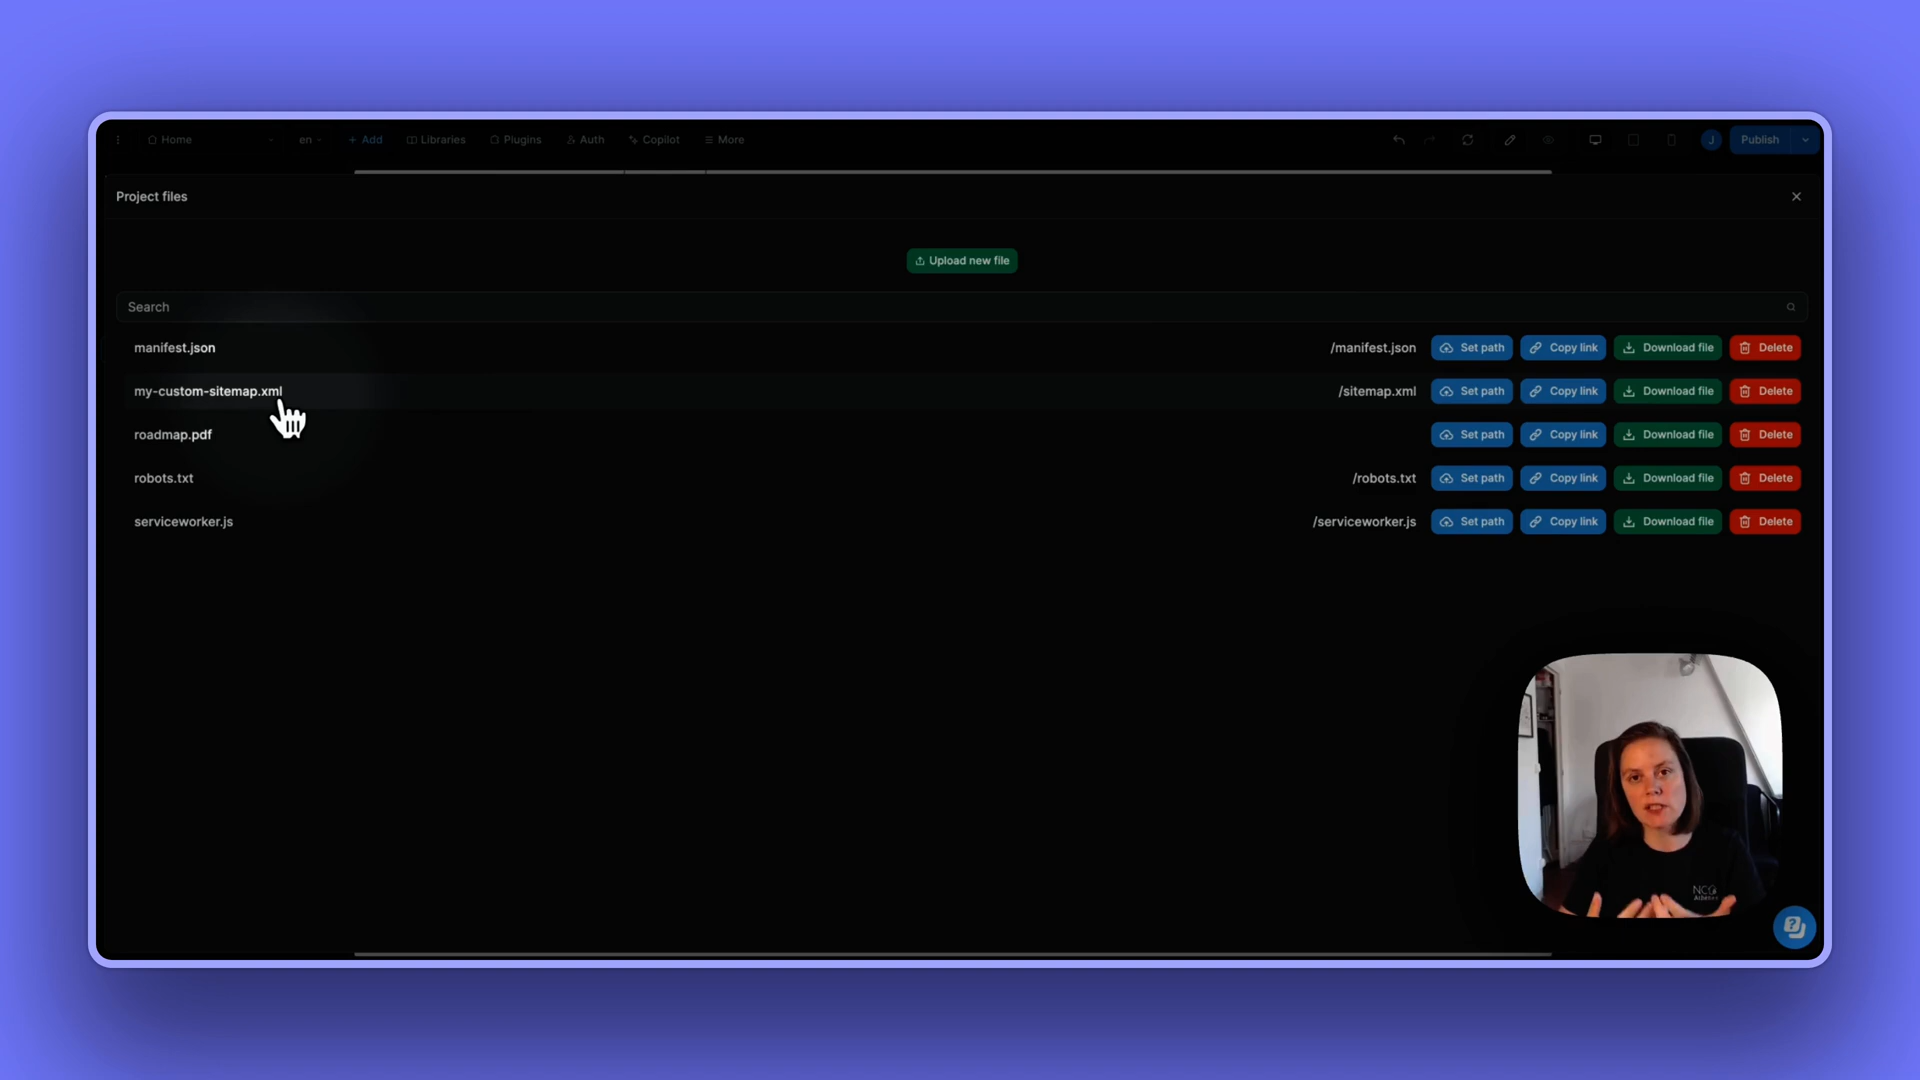 Home en + Add Libraries Plugins Auth Copilot More J Publish
Project files
Upload new file
Search
manifest.json /manifest.json Set path Copy link Download file Delete
my-custom-sitemap.xml /sitemap.xml Set path Copy link Download file Delete
roadmap.pdf Set path Copy link Download file Delete
robots.txt /robots.txt Set path Copy link Download file Delete
serviceworker.js /serviceworker.js Set path Copy link Download file Delete
?